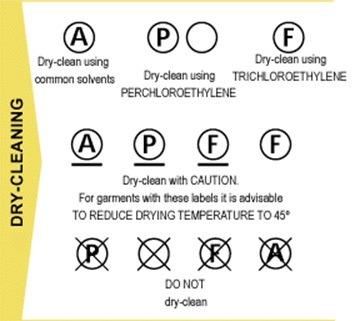 DRY-CLEANING
A P F
Dry-clean using
common solvents
Dry-clean using
PERCHLOROETHYLENE
Dry-clean using
TRICHLOROETHYLENE
A P F F
Dry-clean with CAUTION.
For garments with these labels it is advisable
TO REDUCE DRYING TEMPERATURE TO 45º
P F A
DO NOT
dry-clean